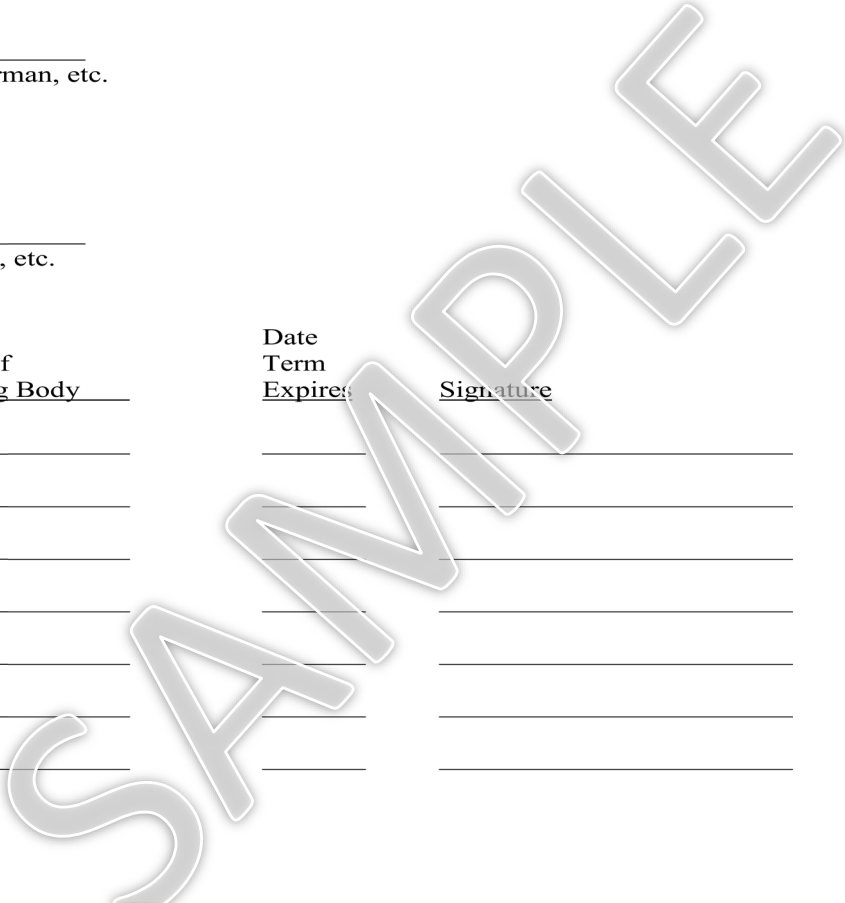 rman, etc.
, etc.
Date
f Term
g Body Expires Signature
SAMPLE